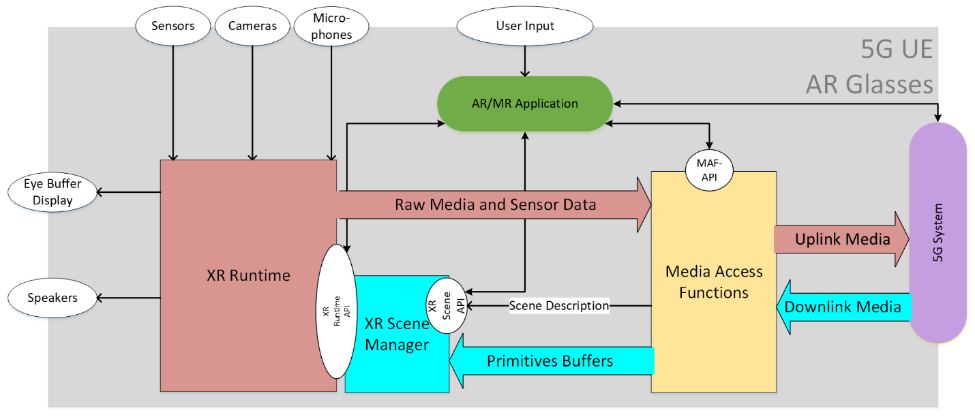 Sensors
Cameras
Micro-
phones
User Input
5G UE
AR Glasses
AR/MR Application
MAF-
API
Eye Buffer
Display
Raw Media and Sensor Data
Uplink Media
5G System
XR Runtime
Media Access
Functions
Speakers
XR
Runtime
API
XR
Scene
API
Scene Description
Downlink Media
XR Scene
Manager
Primitives Buffers